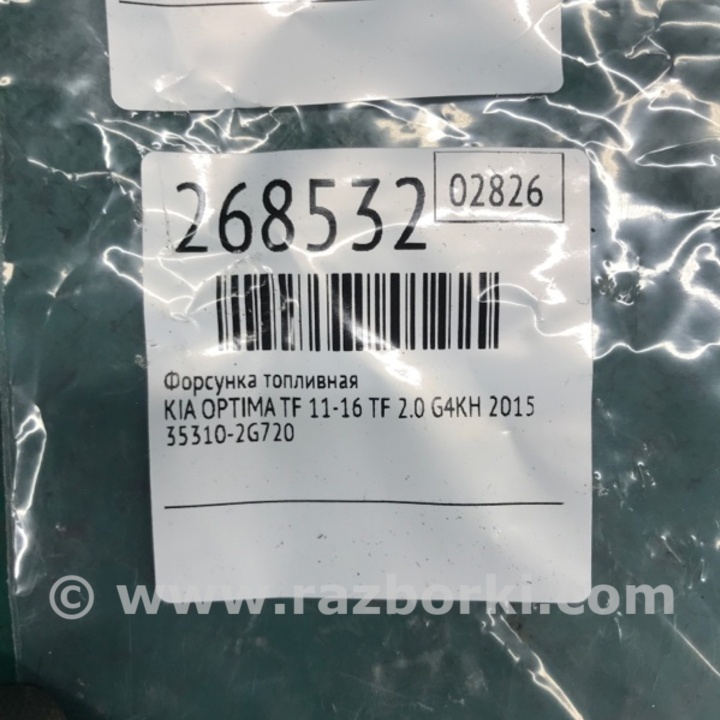 268532
02826
Форсунка топливная
KIA OPTIMA TF 11-16 TF 2.0 G4KH 2015
35310-2G720
© www.razborki.com